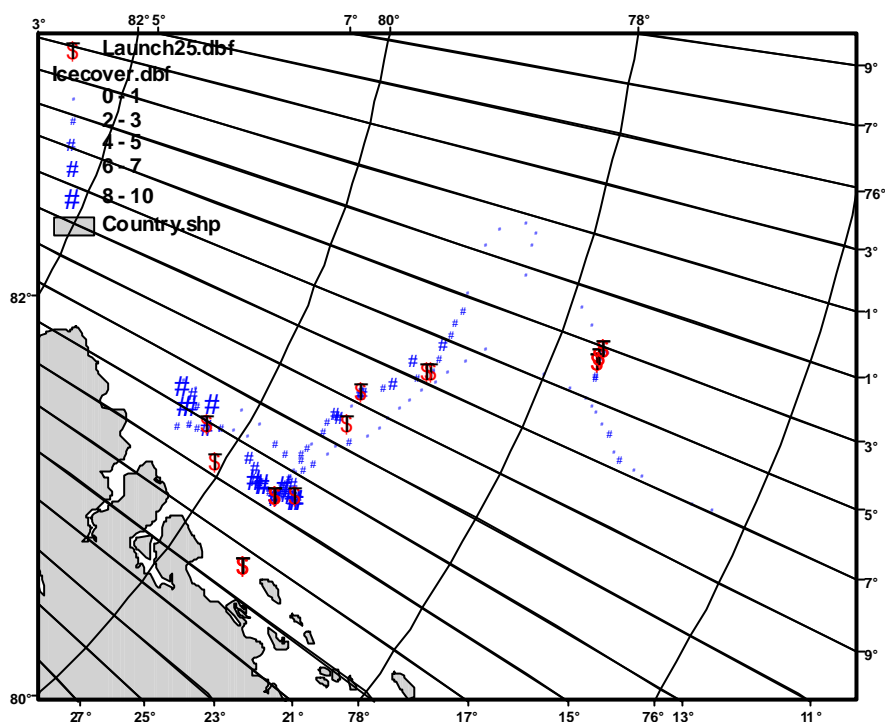 3° 82° 5° 7° 80° 78°
$ Launch25.dbf
Icecover.dbf
0 - 1
# 2 - 3
# 4 - 5
# 6 - 7
# 8 - 10
Country.shp
9°
7°
76°
3°
1°
82°
1°
3°
5°
7°
9°
80°
27° 25° 23° 21° 78° 17° 15° 76° 13° 11°